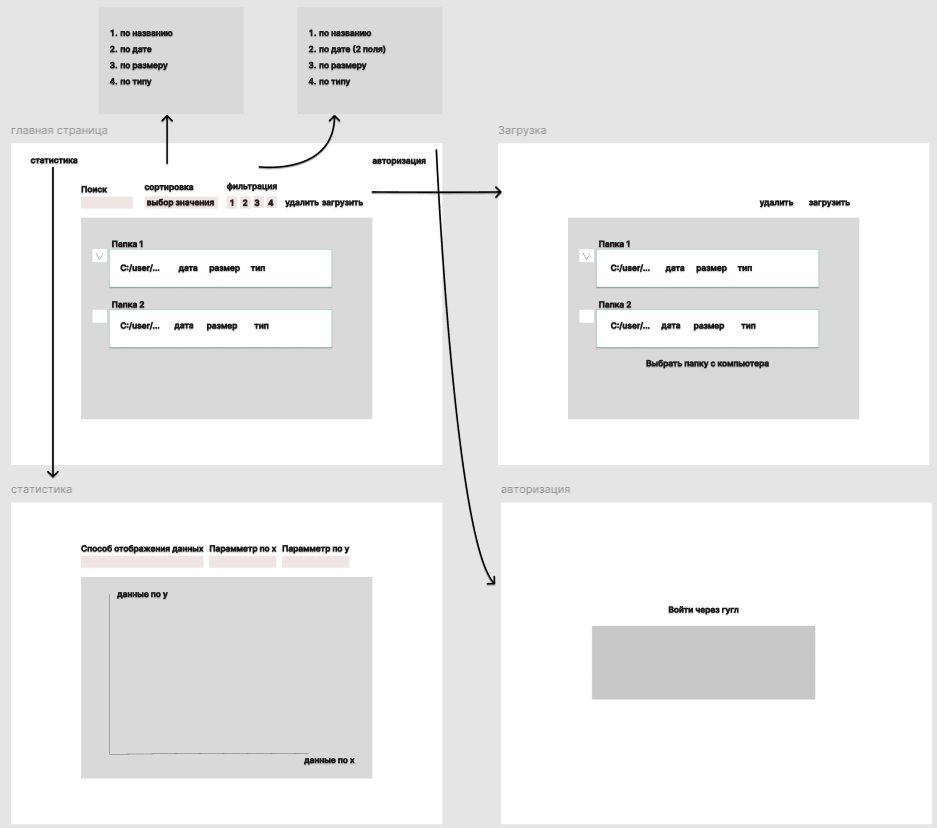 1. по названию
2. по дате
3. по размеру
4. по типу
1. по названию
2. по дате (2 поля)
3. по размеру
4. по типу
главная страница
статистика
авторизация
Поиск
сортировка
фильтрация
выбор значения
1 2 3 4
удалить загрузить
Папка 1
V
C:/user/... дата размер тип
Папка 2
C:/user/... дата размер тип
Загрузка
удалить загрузить
Папка 1
V
C:/user/... дата размер тип
Папка 2
C:/user/... дата размер тип
Выбрать папку с компьютера
статистика
Способ отображения данных Парамметр по x Парамметр по y
данные по y
данные по x
авторизация
Войти через гугл